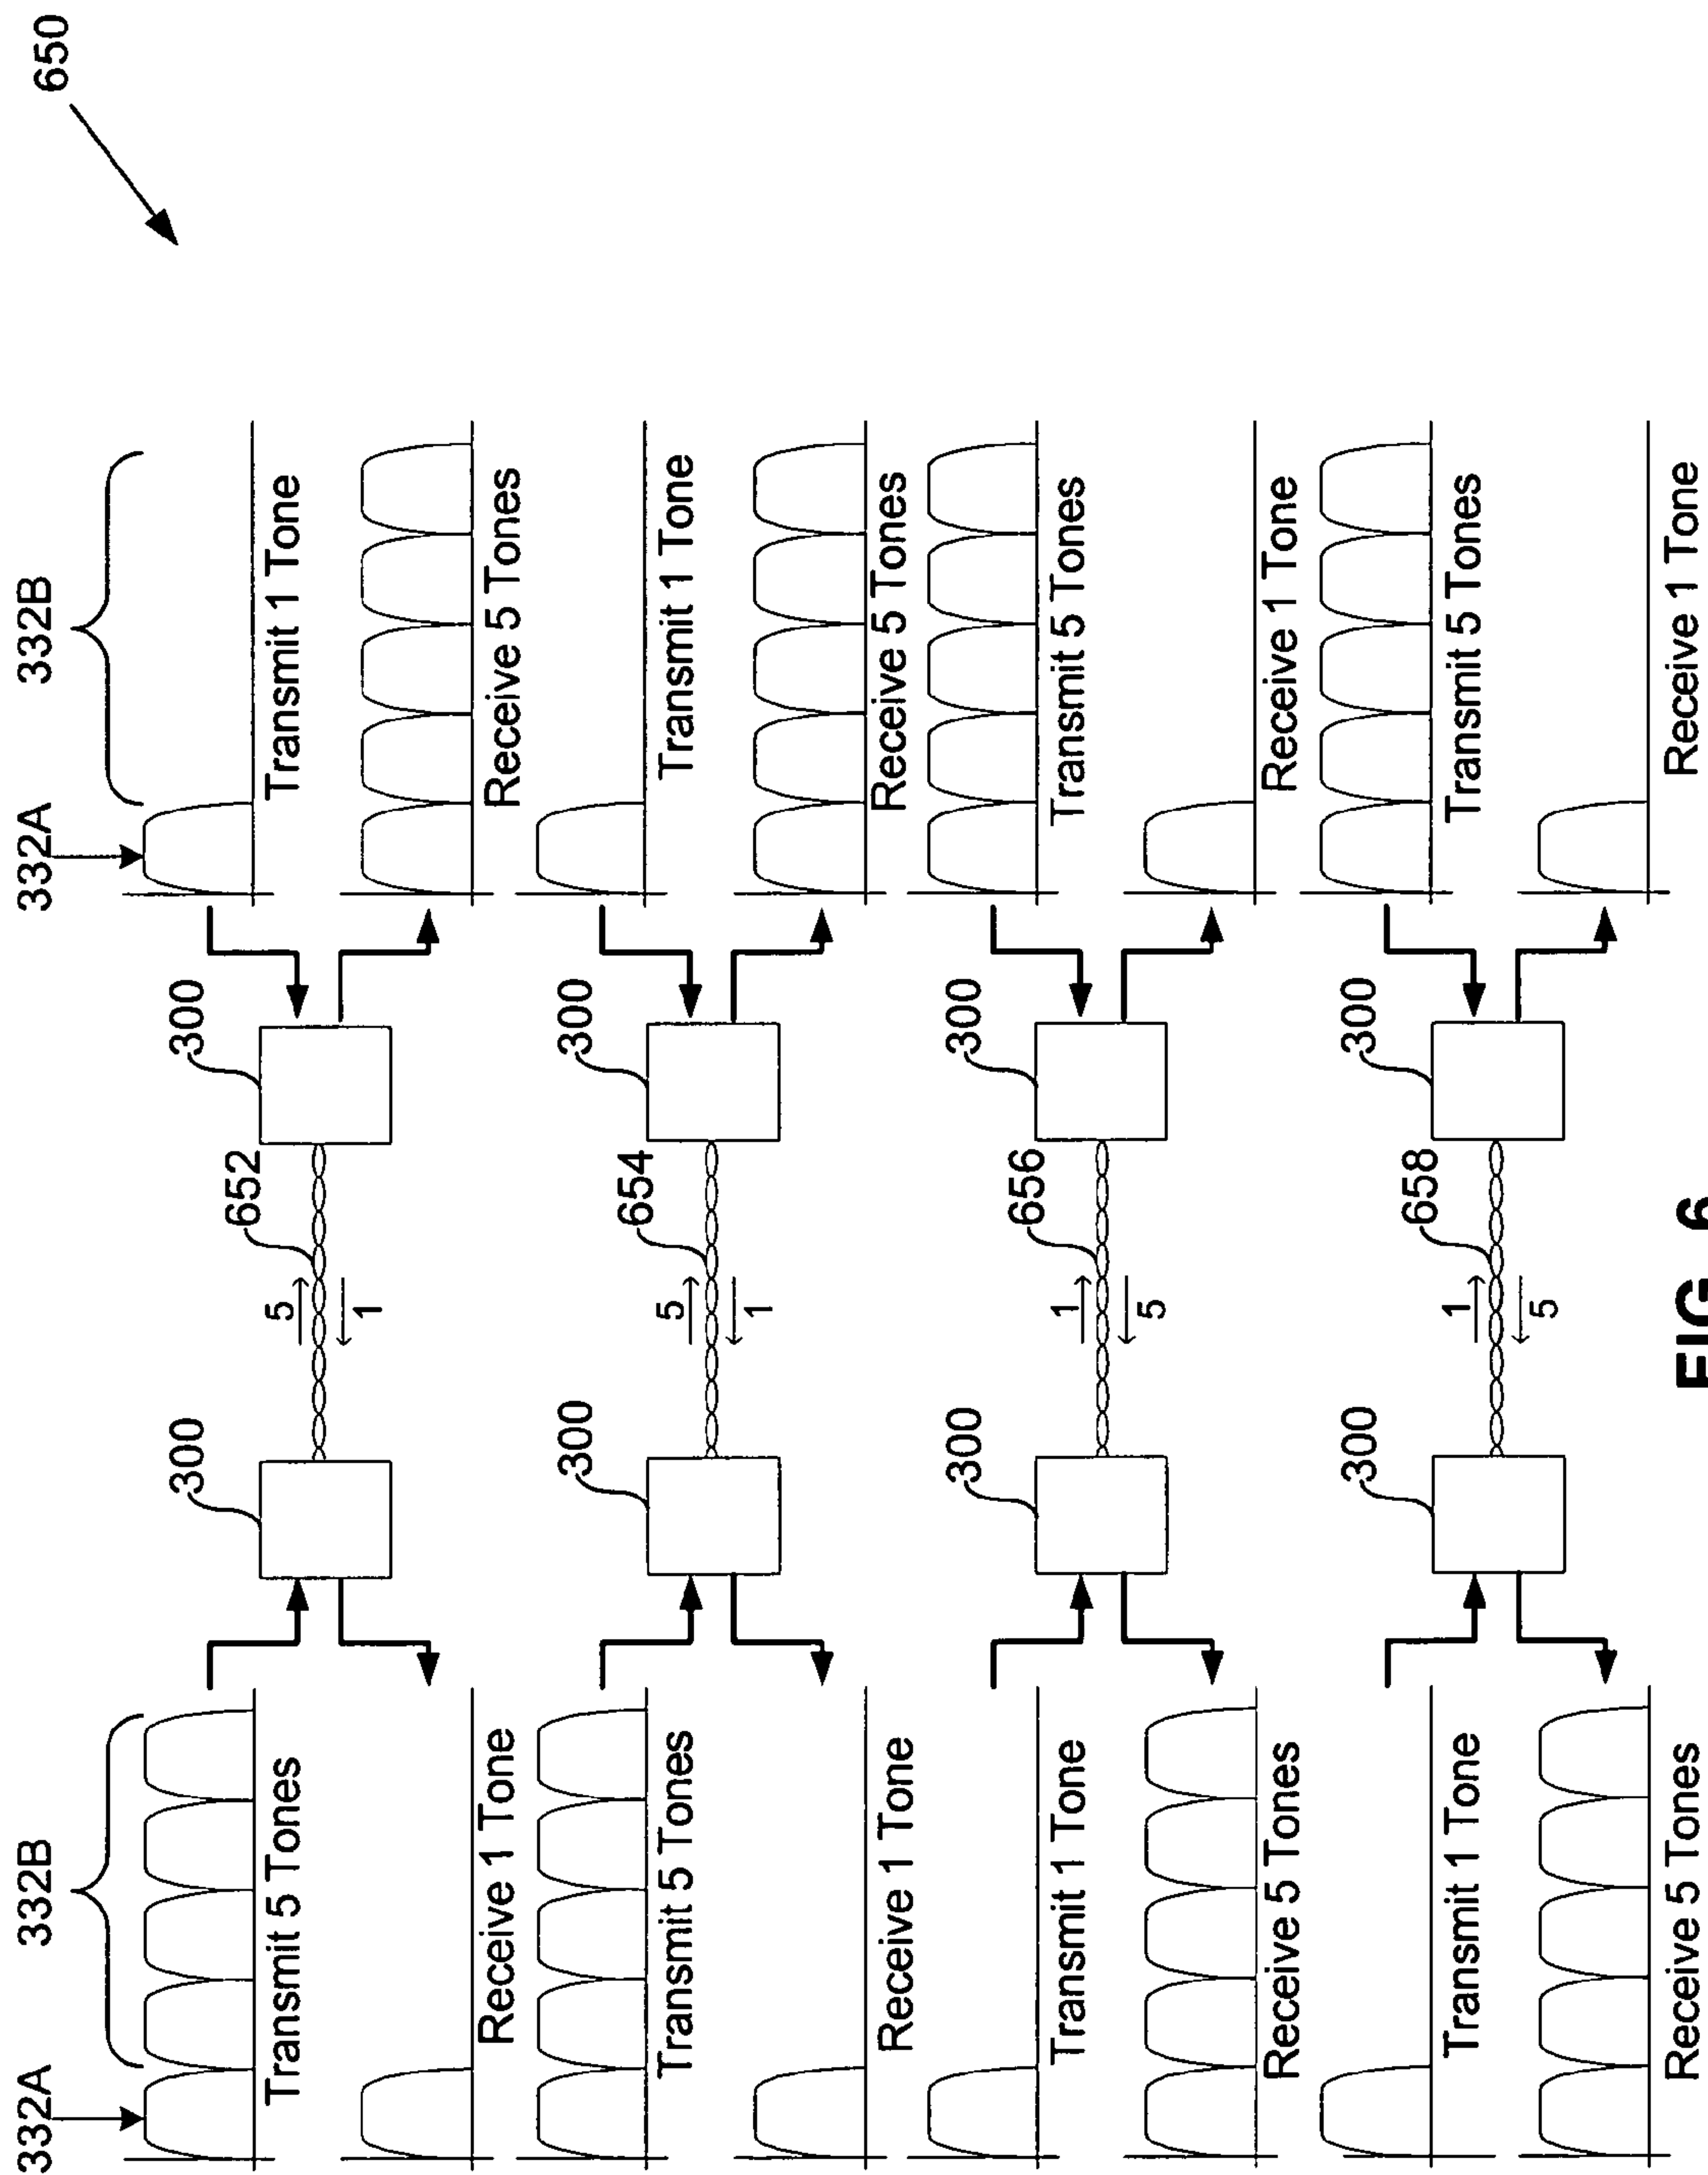 332A
332B
332A
332B
650
300
300
652
5
1
Transmit 5 Tones
Transmit 1 Tone
Receive 1 Tone
Receive 5 Tones
300
300
654
5
1
Transmit 5 Tones
Transmit 1 Tone
Receive 1 Tone
Receive 5 Tones
300
300
656
1
5
Transmit 1 Tone
Transmit 5 Tones
Receive 5 Tones
Receive 1 Tone
300
300
658
1
5
Transmit 1 Tone
Transmit 5 Tones
Receive 5 Tones
Receive 1 Tone
FIG 6